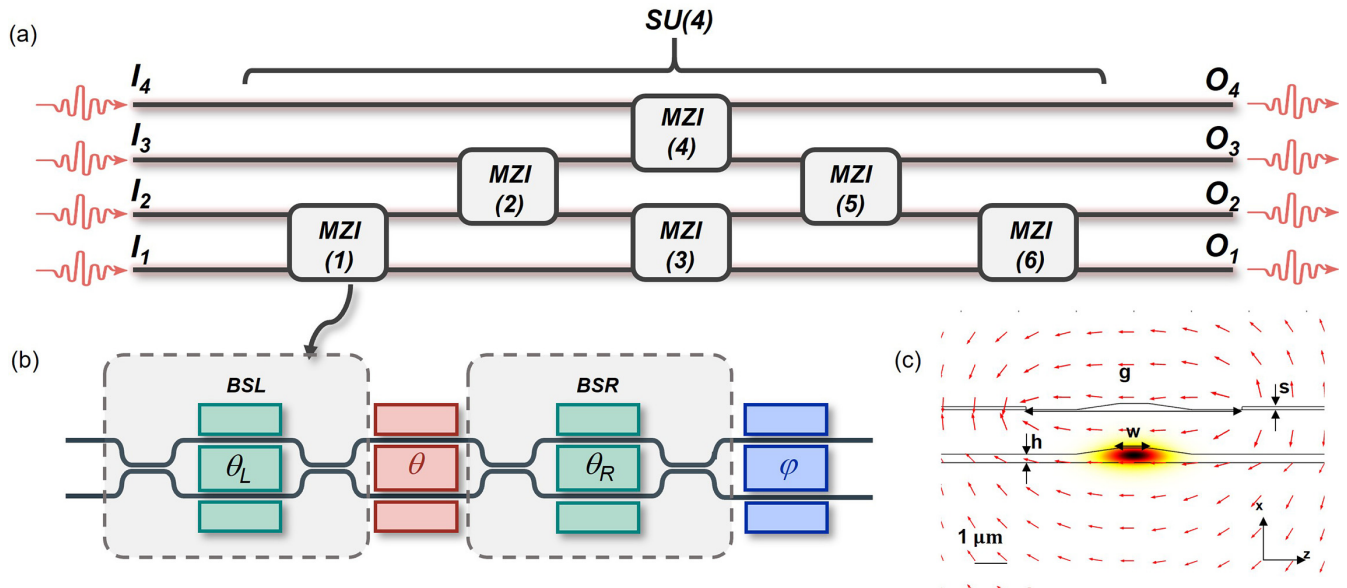 (a)
SU(4)
I4
O4
MZI
(4)
I3
O3
MZI
(2)
MZI
(5)
I2
O2
MZI
(1)
MZI
(3)
MZI
(6)
I1
O1
(b)
BSL
BSR
θL
θ
θR
φ
(c)
g
s
h
w
1 μm
x
z